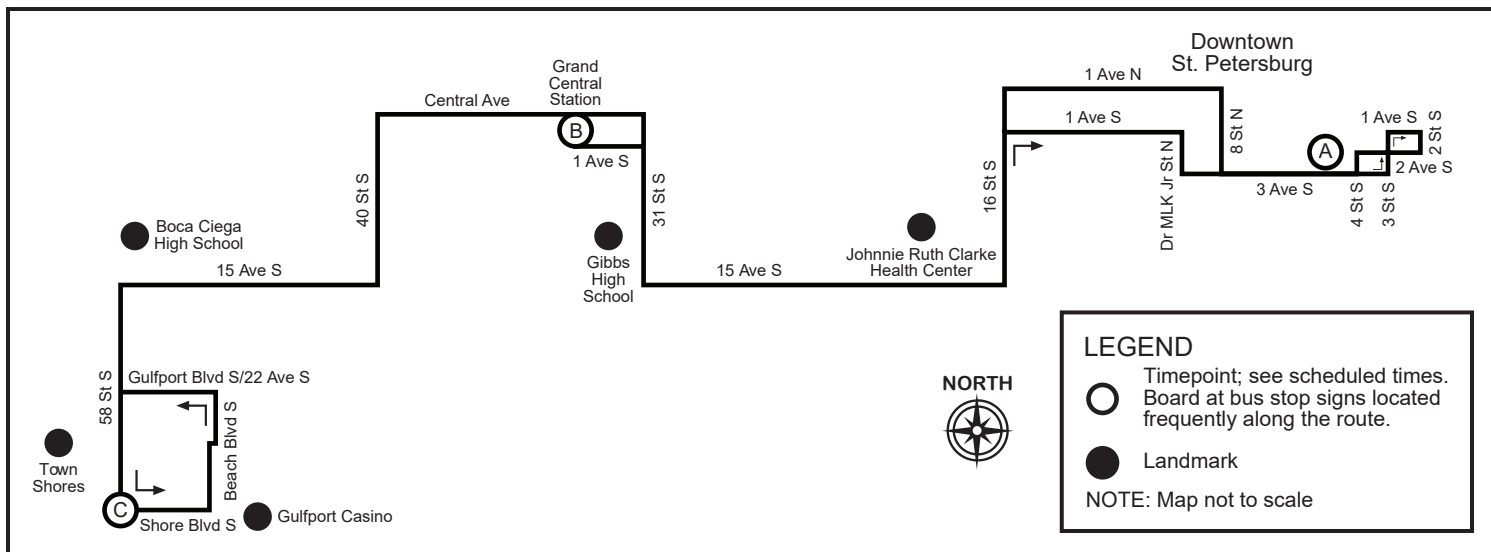 Downtown
St. Petersburg
Grand
Central
Station
Central Ave
B
1 Ave S
1 Ave N
1 Ave S
1 Ave S
2 St S
8 St N
A
2 Ave S
3 Ave S
4 St S
3 St S
Dr MLK Jr St N
16 St S
40 St S
31 St S
Boca Ciega
High School
15 Ave S
Gibbs
High
School
15 Ave S
Johnnie Ruth Clarke
Health Center
58 St S
Gulfport Blvd S/22 Ave S
Beach Blvd S
Town
Shores
C
Shore Blvd S
Gulfport Casino
NORTH
LEGEND
Timepoint; see scheduled times.
Board at bus stop signs located
frequently along the route.
Landmark
NOTE: Map not to scale